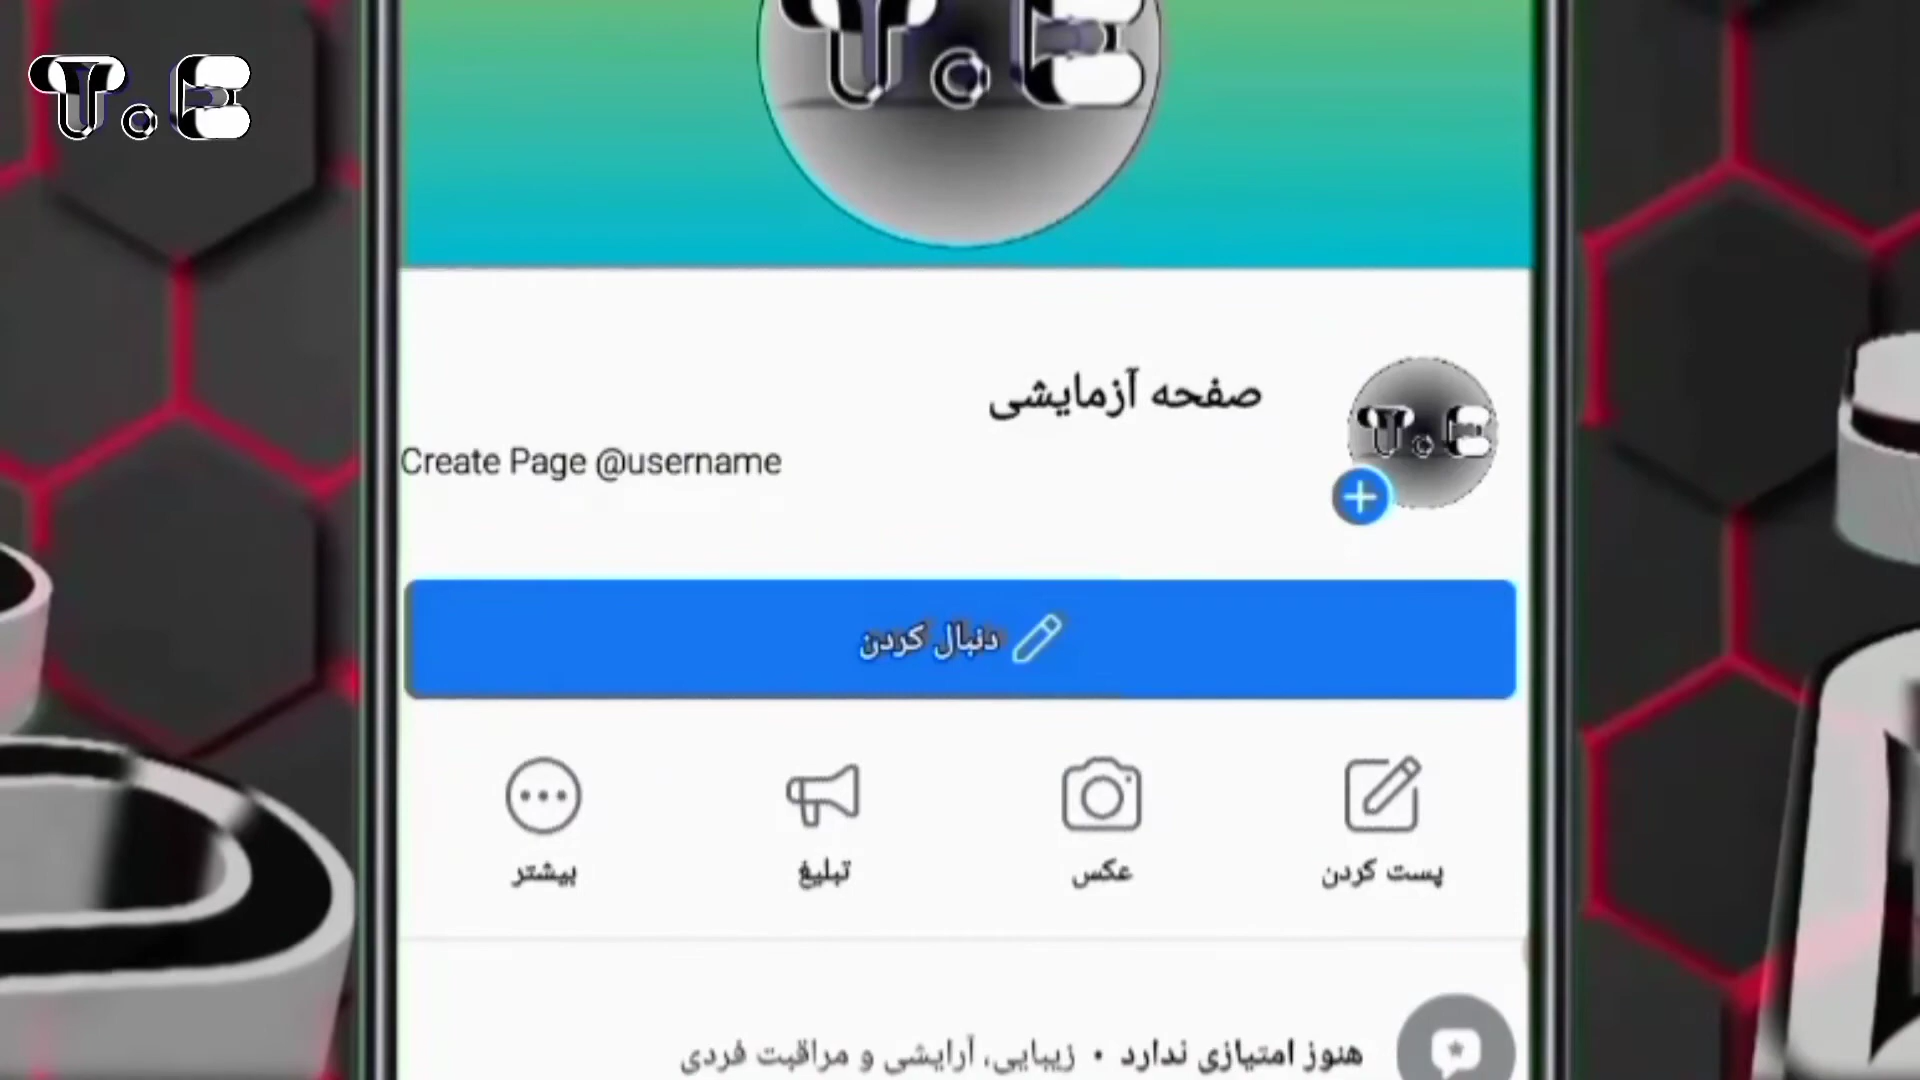 T.E
T.E
صفحه آزمایشی
T.E
Create Page @username
دنبال کردن
پست کردن
عکس
تبلیغ
بیشتر
هنوز امتیازی ندارد • زیبایی، آرایشی و مراقبت فردی